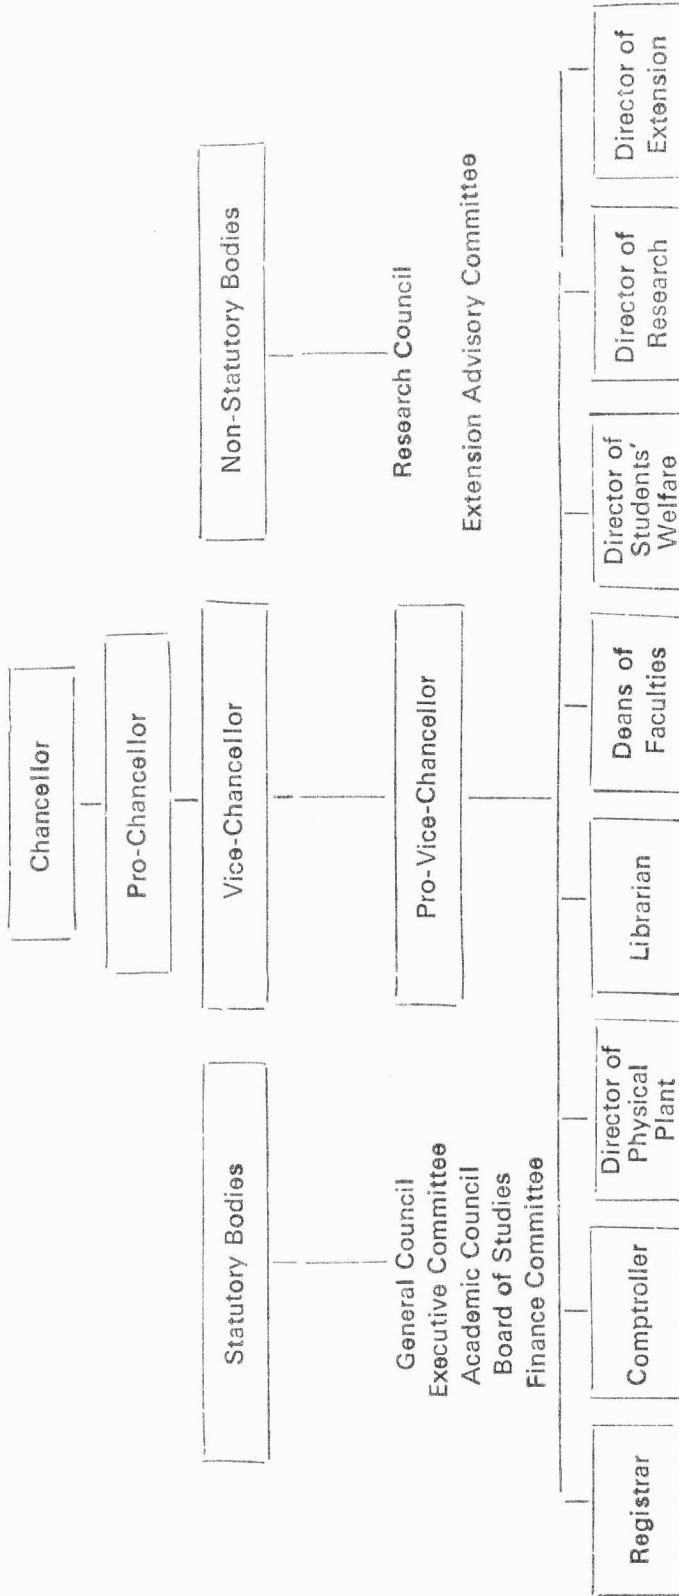 Chancellor
Pro-Chancellor
Statutory Bodies
Vice-Chancellor
Non-Statutory Bodies
General Council
Executive Committee
Academic Council
Board of Studies
Finance Committee
Pro-Vice-Chancellor
Research Council
Extension Advisory Committee
Registrar
Comptroller
Director of
Physical
Plant
Librarian
Deans of
Faculties
Director of
Students'
Welfare
Director of
Research
Director of
Extension